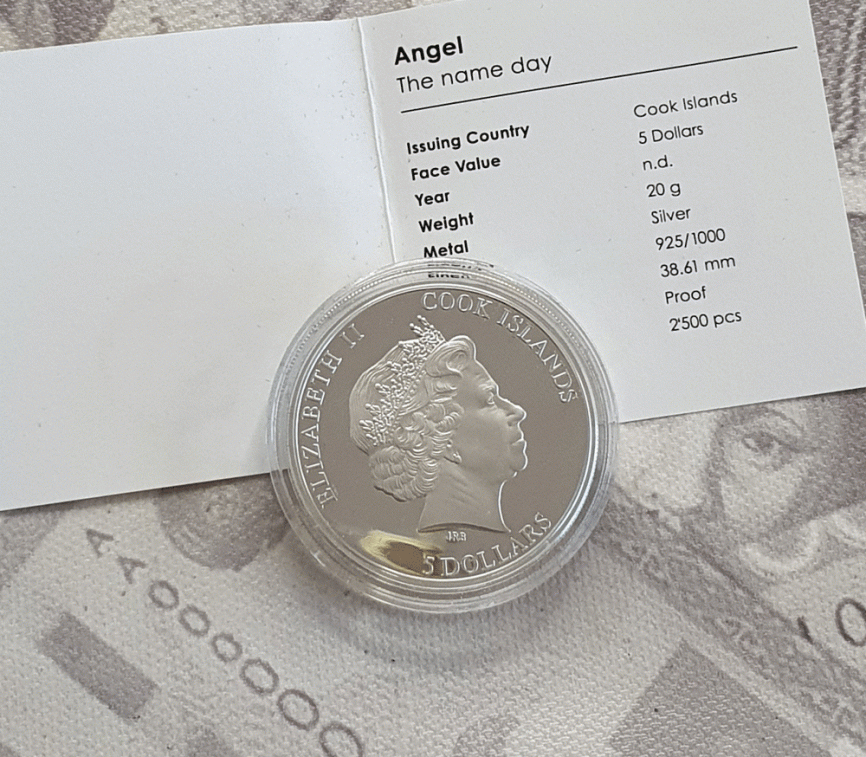 Angel
The name day
Issuing Country Cook Islands
Face Value 5 Dollars
Year n.d.
Weight 20 g
Metal Silver
925/1000
38.61 mm
Proof
2'500 pcs
ELIZABETH II
COOK ISLANDS
JRB
5 DOLLARS